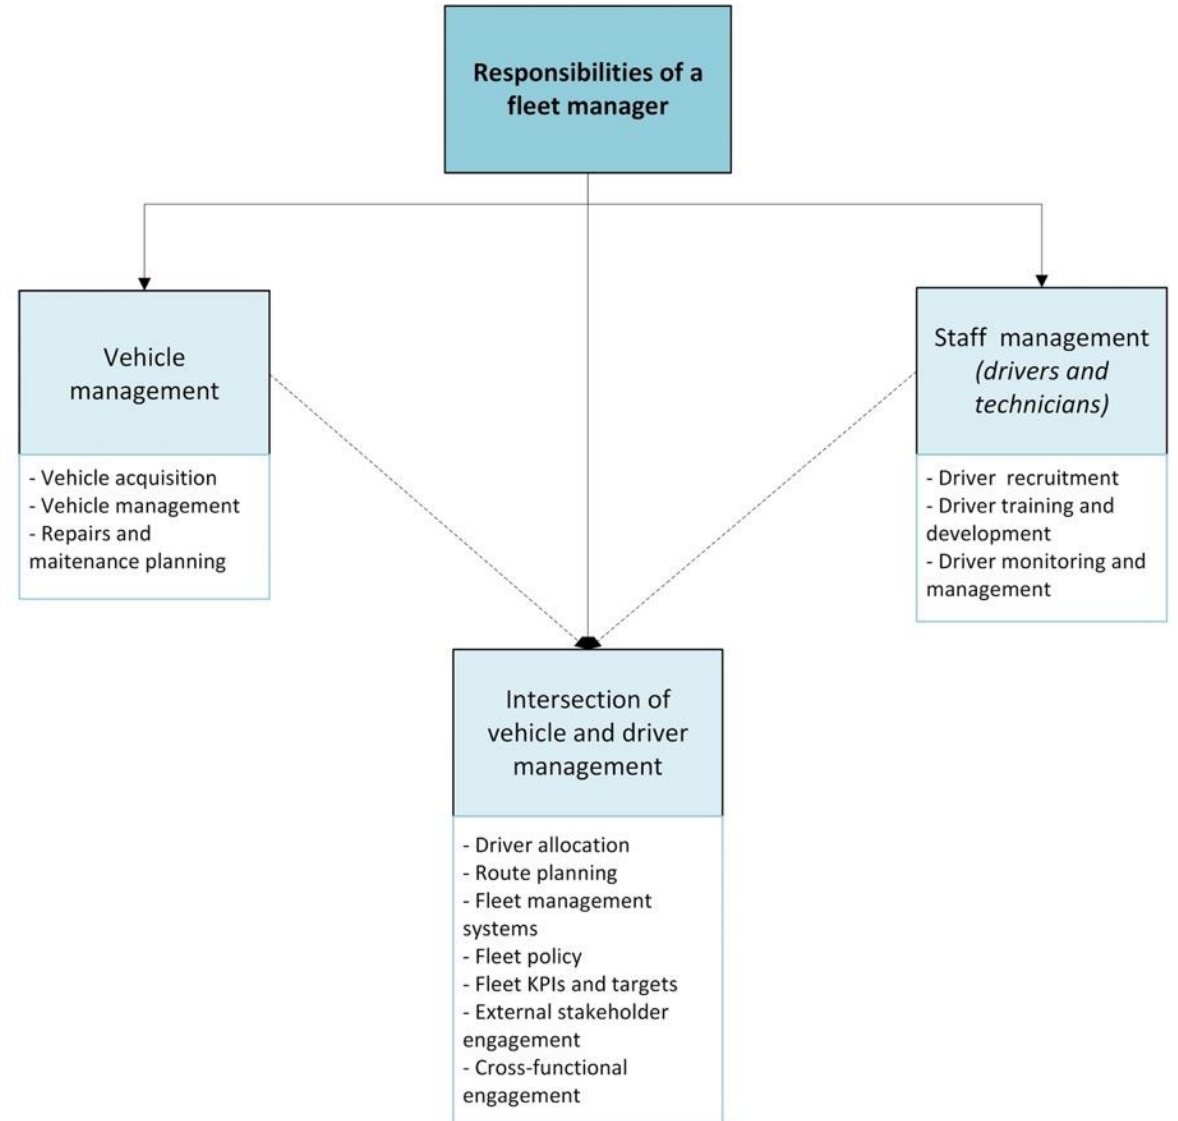 Responsibilities of a
fleet manager
Vehicle
management
- Vehicle acquisition
- Vehicle management
- Repairs and
maitenance planning
Staff management
(drivers and
technicians)
- Driver recruitment
- Driver training and
development
- Driver monitoring and
management
Intersection of
vehicle and driver
management
- Driver allocation
- Route planning
- Fleet management
systems
- Fleet policy
- Fleet KPIs and targets
- External stakeholder
engagement
- Cross-functional
engagement